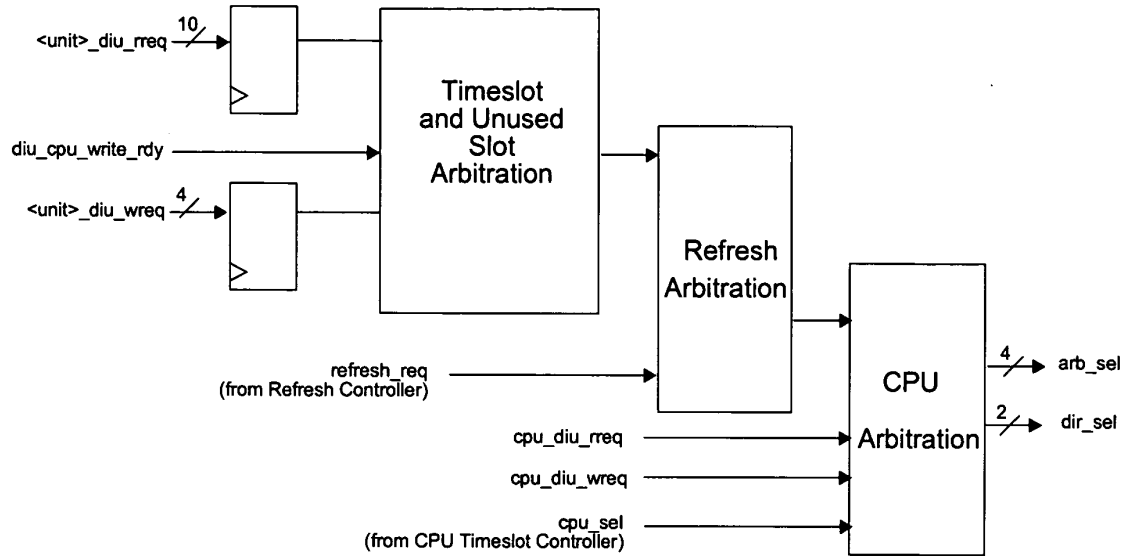 <unit>_diu_rreq
10
diu_cpu_write_rdy
<unit>_diu_wreq
4
Timeslot
and Unused
Slot
Arbitration
Refresh
Arbitration
refresh_req
(from Refresh Controller)
cpu_diu_rreq
cpu_diu_wreq
cpu_sel
(from CPU Timeslot Controller)
CPU
Arbitration
4
arb_sel
2
dir_sel